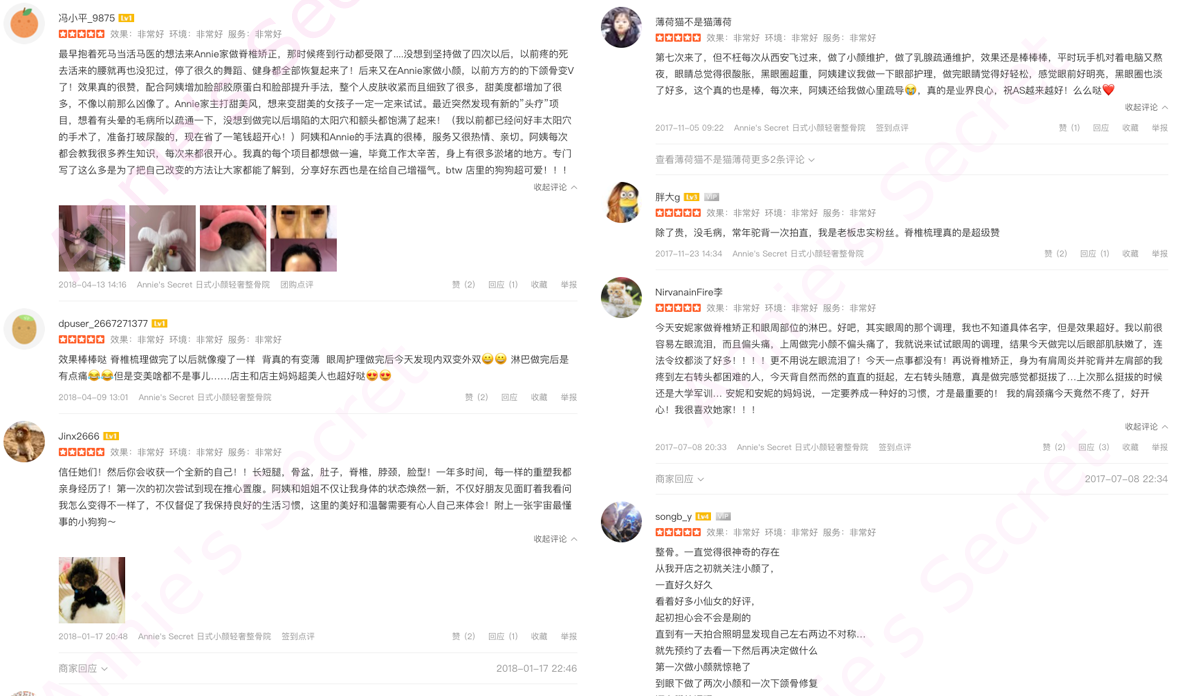 冯小平_9875 Lv1
效果：非常好 环境：非常好 服务：非常好
最早抱着死马当活马医的想法来Annie家做脊椎矫正，那时候疼到行动都受限了....没想到坚持做了四次以后，以前疼的死
去活来的腰就再也没犯过，停了很久的舞蹈、健身都全部恢复起来了！后来又在Annie家做小颜，以前方方的的下颌骨变V
了！效果真的很赞，配合阿姨增加脸部胶原蛋白和脸部提升手法，整个人皮肤收紧而且细致了很多，甜美度都增加了很
多，不像以前那么凶像了。Annie家主打甜美风，想来变甜美的女孩子一定一定来试试。最近突然发现有新的"头疗"项
目，想着有头晕的毛病所以疏通一下，没想到做完以后塌陷的太阳穴和额头都饱满了起来！（我以前都已经问好丰太阳穴
的手术了，准备打玻尿酸的，现在省了一笔钱超开心！）阿姨和Annie的手法真的很棒，服务又很热情、亲切。阿姨每次
都会教我很多养生知识，每次来都很开心。我真的每个项目都想做一遍，毕竟工作太辛苦，身上有很多淤堵的地方。专门
写了这么多是为了把自己改变的方法让大家都能了解到，分享好东西也是在给自己增福气。btw 店里的狗狗超可爱！！！
收起评论
2018-04-13 14:16 Annie's Secret 日式小颜轻奢整骨院 团购点评 赞 (2) 回应 (1) 收藏 举报
dpuser_2667271377 Lv1
效果：非常好 环境：非常好 服务：非常好
效果棒棒哒 脊椎梳理做完了以后就像瘦了一样 背真的有变薄 眼周护理做完后今天发现内双变外双😄😄 淋巴做完后是
有点痛😂😂但是变美啥都不是事儿......店主和店主妈妈超美人也超好哒😍😍
2018-04-09 13:01 Annie's Secret 日式小颜轻奢整骨院 赞 (2) 回应 收藏 举报
Jinx2666 Lv1
效果：非常好 环境：非常好 服务：非常好
信任她们！然后你会收获一个全新的自己！！长短腿，骨盆，肚子，脊椎，脖颈，脸型！一年多时间，每一样的重塑我都
亲身经历了！第一次的初次尝试到现在推心置腹。阿姨和姐姐不仅让我身体的状态焕然一新，不仅好朋友见面盯着我看问
我怎么变得不一样了，不仅督促了我保持良好的生活习惯，这里的美好和温馨需要有心人自己来体会！附上一张宇宙最懂
事的小狗狗～
收起评论
2018-01-17 20:48 Annie's Secret 日式小颜轻奢整骨院 签到点评 赞 (2) 回应 (1) 收藏 举报
商家回应 2018-01-17 22:46
薄荷猫不是猫薄荷
效果：非常好 环境：非常好 服务：非常好
第七次来了，但不枉每次从西安飞过来，做了小颜维护，做了乳腺疏通维护，效果还是棒棒棒，平时玩手机对着电脑又熬
夜，眼睛总觉得很酸胀，黑眼圈超重，阿姨建议我做一下眼部护理，做完眼睛觉得好轻松，感觉眼前好明亮，黑眼圈也淡
了好多，这个真的也是棒，每次来，阿姨还给我做心里疏导😂，真的是业界良心，祝AS越来越好！么么哒❤️
收起评论
2017-11-05 09:22 Annie's Secret 日式小颜轻奢整骨院 签到点评 赞 (1) 回应 收藏 举报
查看薄荷猫不是猫薄荷更多2条评论
胖大g Lv3 VIP
效果：非常好 环境：非常好 服务：非常好
除了贵，没毛病，常年驼背一次拍直，我是老板忠实粉丝。脊椎梳理真的是超级赞
2017-11-23 14:34 Annie's Secret 日式小颜轻奢整骨院 赞 (2) 回应 (1) 收藏 举报
NirvanainFire李
效果：非常好 环境：非常好 服务：非常好
今天安妮家做脊椎矫正和眼周部位的淋巴。好吧，其实眼周的那个调理，我也不知道具体名字，但是效果超好。我以前很
容易左眼流泪，而且偏头痛，上周做完小颜不偏头痛了，我就说来试试眼周的调理，结果今天做完以后眼部肌肤嫩了，连
法令纹都淡了好多！！！！更不用说左眼流泪了！今天一点事都没有！再说脊椎矫正，身为有肩周炎并驼背并左肩部的我
疼到左右转头都困难的人，今天背自然而然的直直的挺起，左右转头随意，真是做完感觉都挺拔了...上次那么挺拔的时候
还是大学军训... 安妮和安妮的妈妈说，一定要养成一种好的习惯，才是最重要的！ 我的肩颈痛今天竟然不疼了，好开
心！我很喜欢她家！！！
收起评论
2017-07-08 20:33 Annie's Secret 日式小颜轻奢整骨院 签到点评 赞 (2) 回应 (3) 收藏 举报
商家回应 2017-07-08 22:34
songb_y Lv4 VIP
效果：非常好 环境：非常好 服务：非常好
整骨。一直觉得很神奇的存在
从我开店之初就关注小颜了，
一直好久好久
看着好多小仙女的好评，
起初担心会不会是刷的
直到有一天拍合照明显发现自己左右两边不对称...
就先预约了去看一下然后再决定做什么
第一次做小颜就惊艳了
到眼下做了两次小颜和一次下颌骨修复
Annie's Secret
Annie's Secret